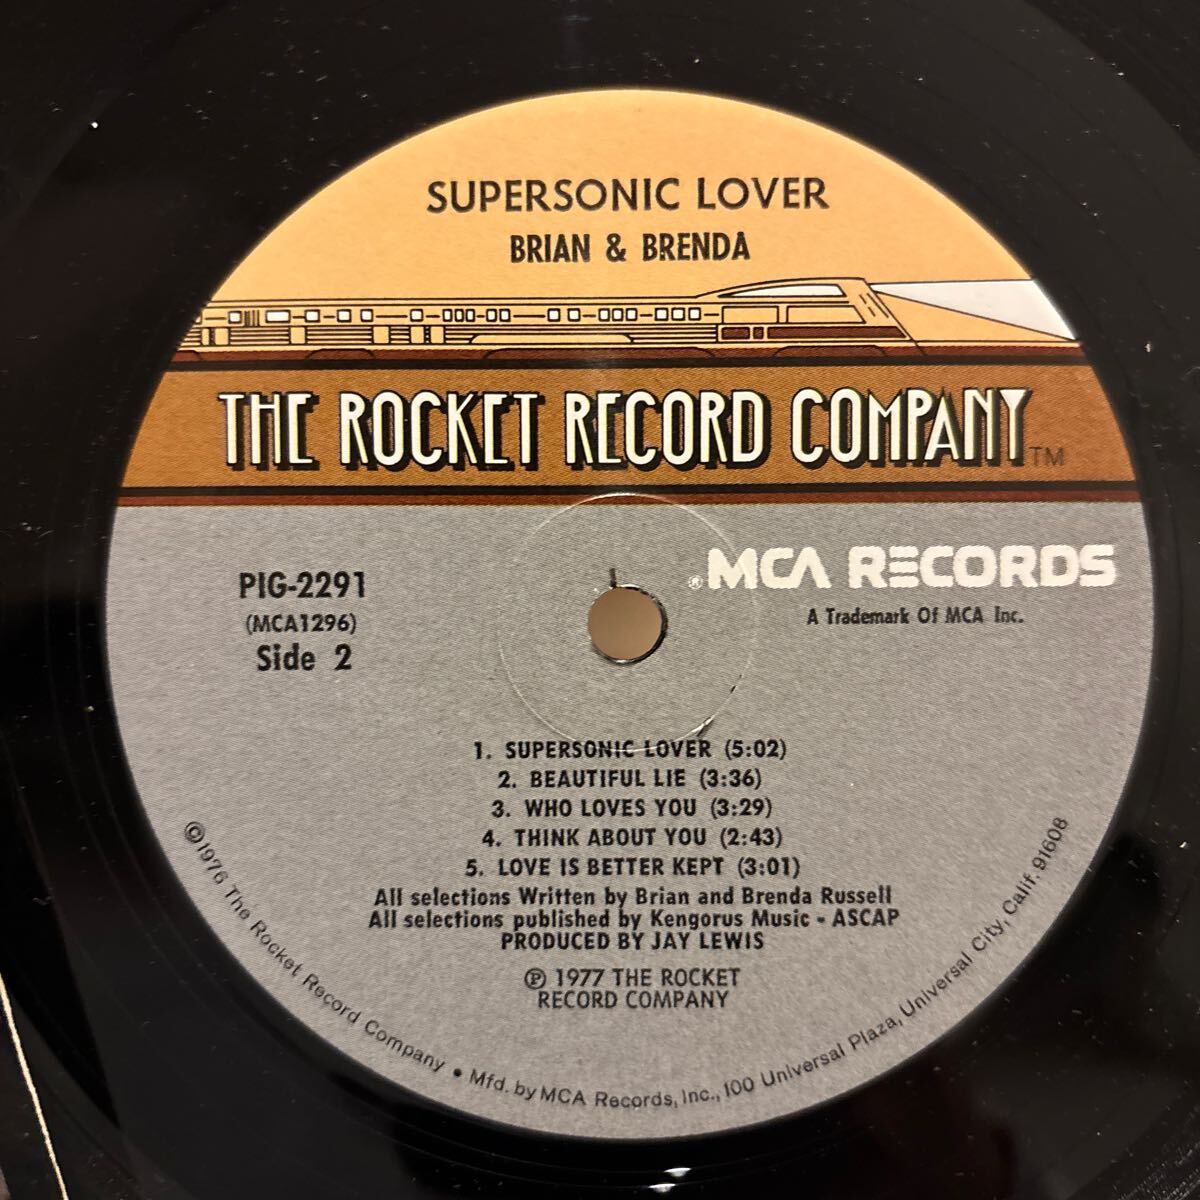 SUPERSONIC LOVER
BRIAN & BRENDA
THE ROCKET RECORD COMPANY™
® MCA RECORDS
A Trademark Of MCA Inc.
PIG-2291
(MCA1296)
Side 2
1. SUPERSONIC LOVER (5:02)
2. BEAUTIFUL LIE (3:36)
3. WHO LOVES YOU (3:29)
4. THINK ABOUT YOU (2:43)
5. LOVE IS BETTER KEPT (3:01)
All selections Written by Brian and Brenda Russell
All selections published by Kengorus Music - ASCAP
PRODUCED BY JAY LEWIS
℗ 1977 THE ROCKET
RECORD COMPANY
©1976 The Rocket Record Company • Mfd. by MCA Records, Inc., 100 Universal Plaza, Universal City, Calif. 91608